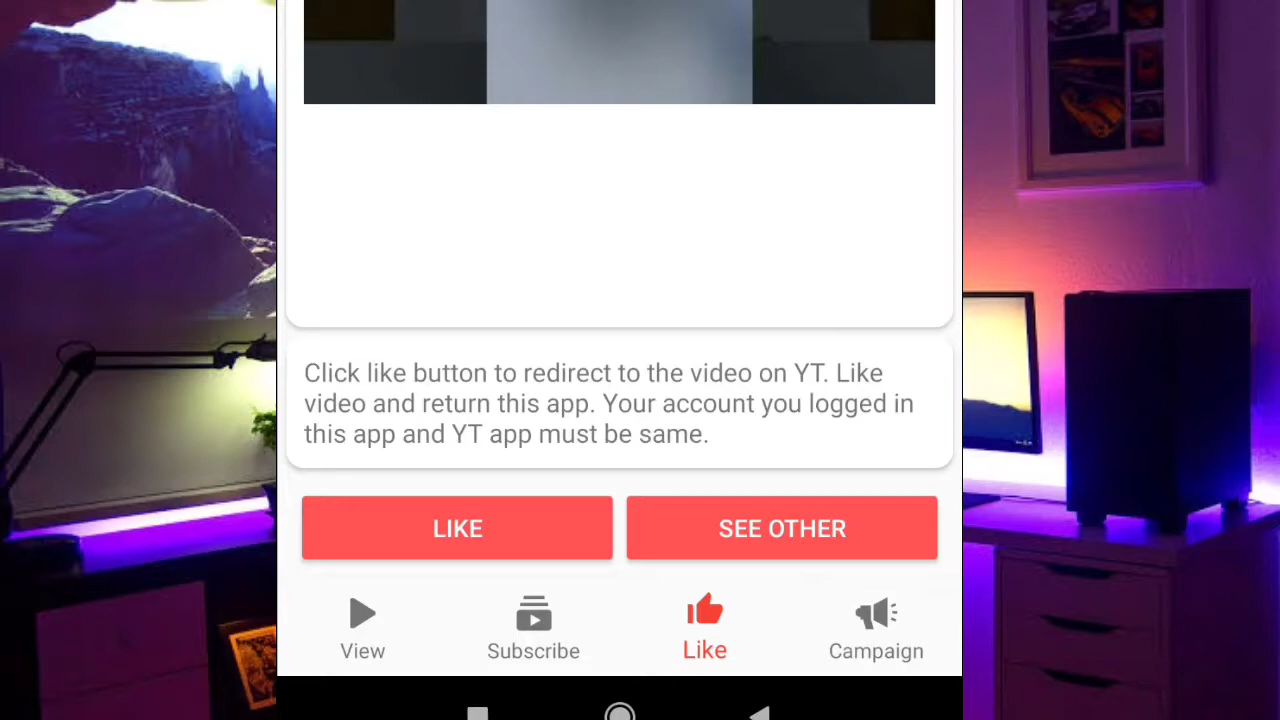 Click like button to redirect to the video on YT. Like
video and return this app. Your account you logged in
this app and YT app must be same.
LIKE
SEE OTHER
View
Subscribe
Like
Campaign